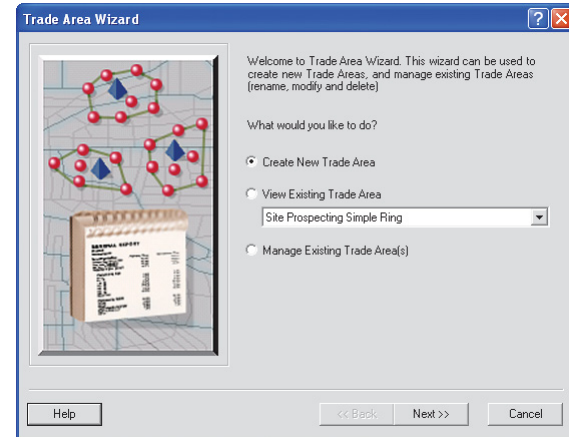 Trade Area Wizard
Welcome to Trade Area Wizard. This wizard can be used to
create new Trade Areas, and manage existing Trade Areas
(rename, modify and delete)
What would you like to do?
Create New Trade Area
View Existing Trade Area
Site Prospecting Simple Ring
Manage Existing Trade Area(s)
Help
<< Back
Next >>
Cancel